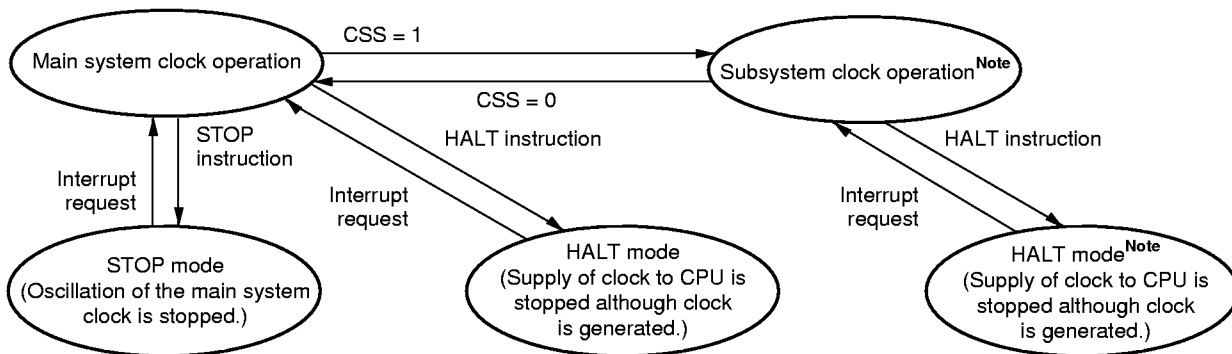 CSS = 1
Main system clock operation
Subsystem clock operation Note
CSS = 0
STOP
instruction
HALT instruction
HALT instruction
Interrupt
request
Interrupt
request
Interrupt
request
STOP mode
(Oscillation of the main system
clock is stopped.)
HALT mode
(Supply of clock to CPU is
stopped although clock
is generated.)
HALT mode Note
(Supply of clock to CPU is
stopped although clock
is generated.)